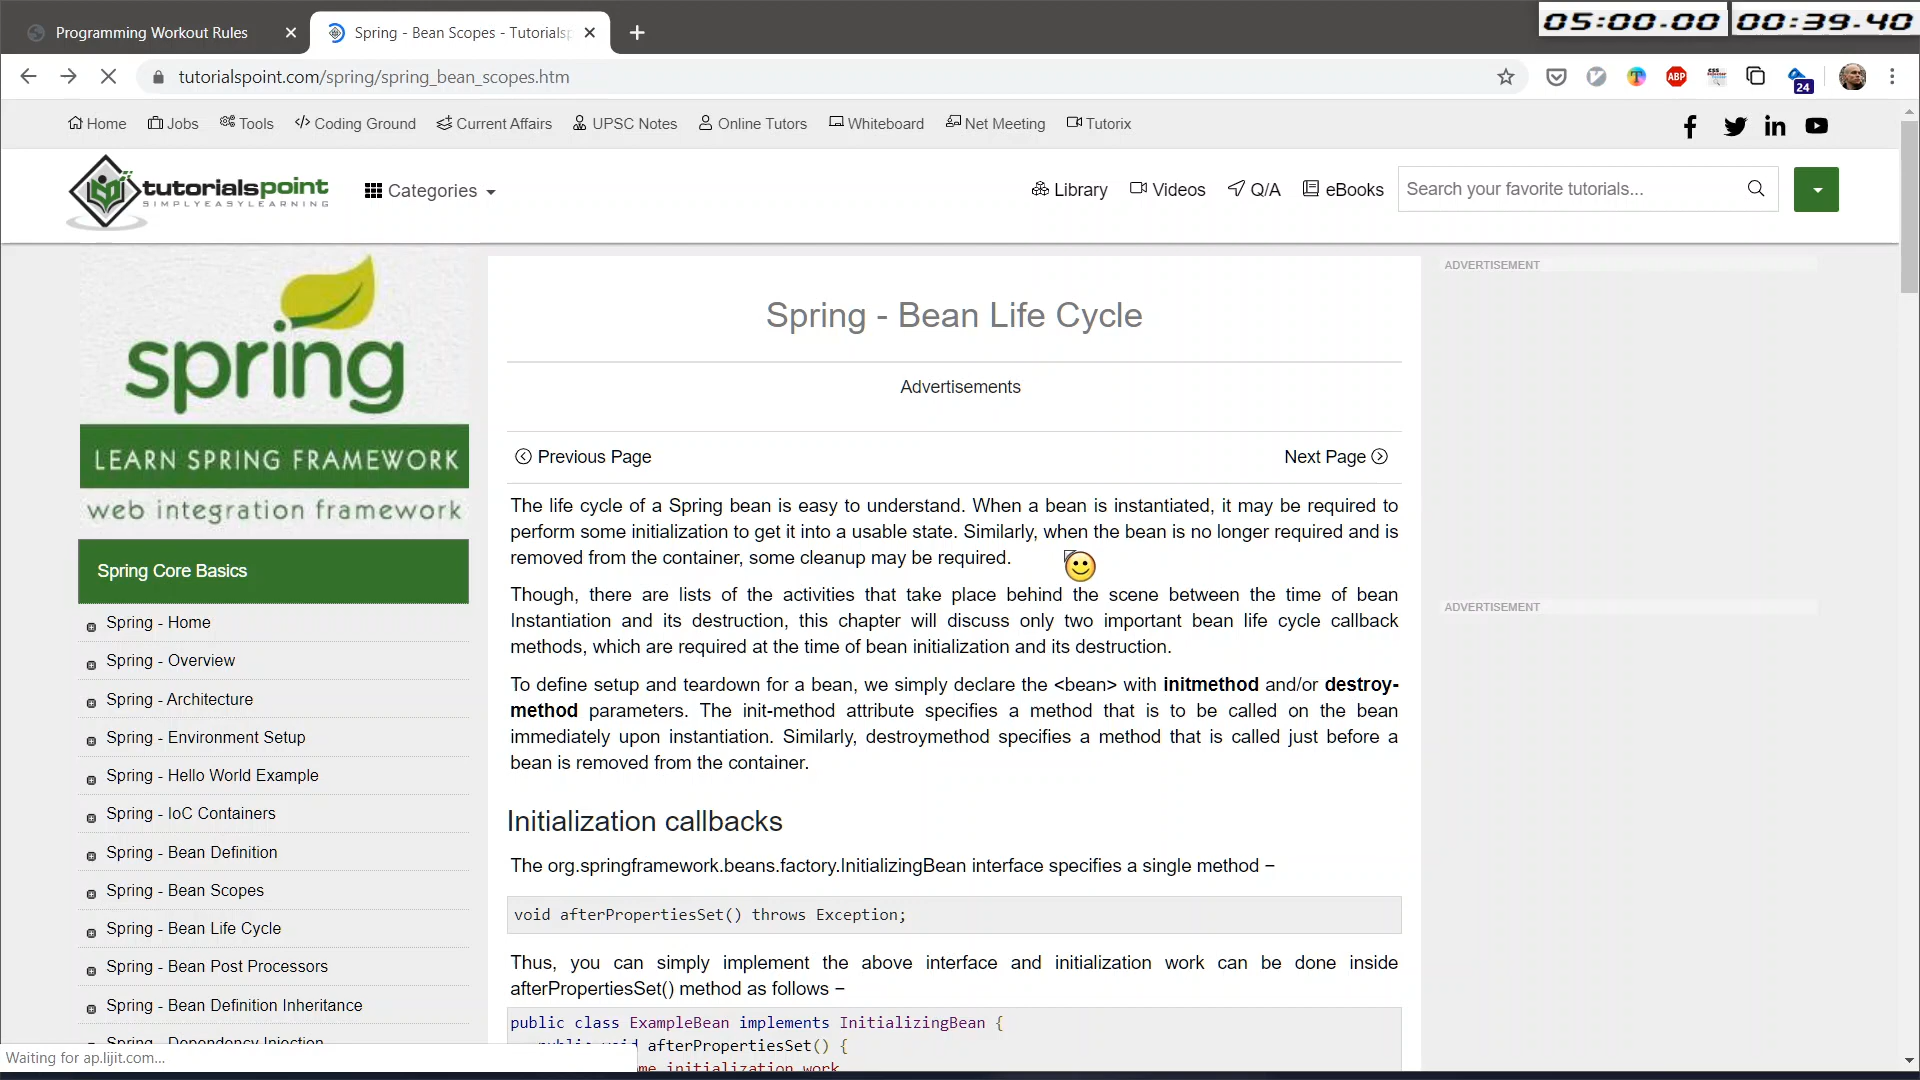 Programming Workout Rules
Spring - Bean Scopes - Tutorialsp
05:00.00 00:39.40
tutorialspoint.com/spring/spring_bean_scopes.htm
ABP
24
Home Jobs Tools Coding Ground Current Affairs UPSC Notes Online Tutors Whiteboard Net Meeting Tutorix
tutorialspoint
SIMPLYEASYLEARNING
Categories
Library Videos Q/A eBooks Search your favorite tutorials...
spring
LEARN SPRING FRAMEWORK
web integration framework
Spring Core Basics
Spring - Home
Spring - Overview
Spring - Architecture
Spring - Environment Setup
Spring - Hello World Example
Spring - IoC Containers
Spring - Bean Definition
Spring - Bean Scopes
Spring - Bean Life Cycle
Spring - Bean Post Processors
Spring - Bean Definition Inheritance
Spring - Dependency Injection
Waiting for ap.lijit.com...
Spring - Bean Life Cycle
Advertisements
Previous Page
Next Page
The life cycle of a Spring bean is easy to understand. When a bean is instantiated, it may be required to
perform some initialization to get it into a usable state. Similarly, when the bean is no longer required and is
removed from the container, some cleanup may be required.
Though, there are lists of the activities that take place behind the scene between the time of bean
Instantiation and its destruction, this chapter will discuss only two important bean life cycle callback
methods, which are required at the time of bean initialization and its destruction.
To define setup and teardown for a bean, we simply declare the <bean> with initmethod and/or destroy-
method parameters. The init-method attribute specifies a method that is to be called on the bean
immediately upon instantiation. Similarly, destroymethod specifies a method that is called just before a
bean is removed from the container.
Initialization callbacks
The org.springframework.beans.factory.InitializingBean interface specifies a single method −
void afterPropertiesSet() throws Exception;
Thus, you can simply implement the above interface and initialization work can be done inside
afterPropertiesSet() method as follows −
public class ExampleBean implements InitializingBean {
public void afterPropertiesSet() {
me initialization work
ADVERTISEMENT
ADVERTISEMENT